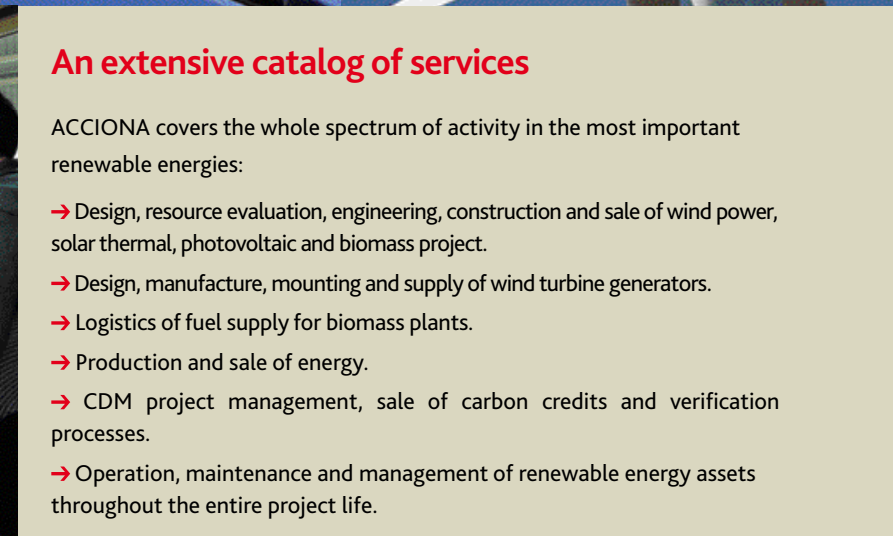 An extensive catalog of services
ACCIONA covers the whole spectrum of activity in the most important
renewable energies:
→ Design, resource evaluation, engineering, construction and sale of wind power,
solar thermal, photovoltaic and biomass project.
→ Design, manufacture, mounting and supply of wind turbine generators.
→ Logistics of fuel supply for biomass plants.
→ Production and sale of energy.
→ CDM project management, sale of carbon credits and verification
processes.
→ Operation, maintenance and management of renewable energy assets
throughout the entire project life.